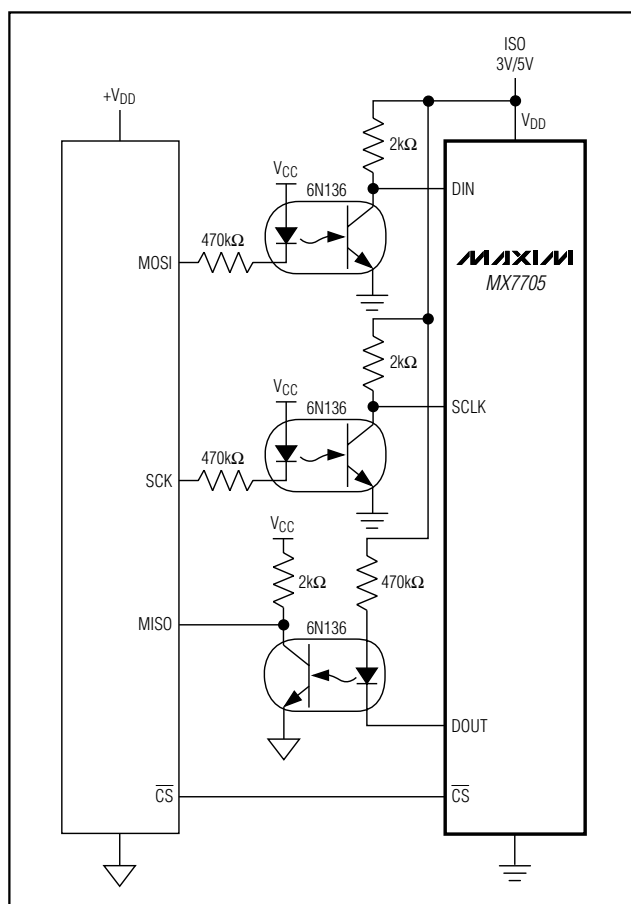 ISO
3V/5V
+VDD
VDD
2kΩ
VCC
6N136
DIN
470kΩ
MOSI
MAXIM
MX7705
2kΩ
VCC
6N136
SCLK
470kΩ
SCK
VCC
2kΩ
470kΩ
MISO
6N136
DOUT
CS
CS